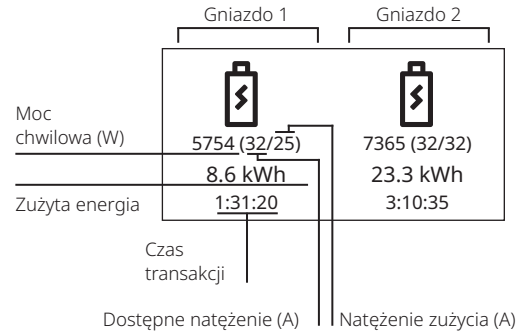 Gniazdo 1
Gniazdo 2
Moc
chwilowa (W)
5754 (32/25)
7365 (32/32)
8.6 kWh
23.3 kWh
Zużyta energia
1:31:20
3:10:35
Czas
transakcji
Dostępne natężenie (A)
Natężenie zużycia (A)